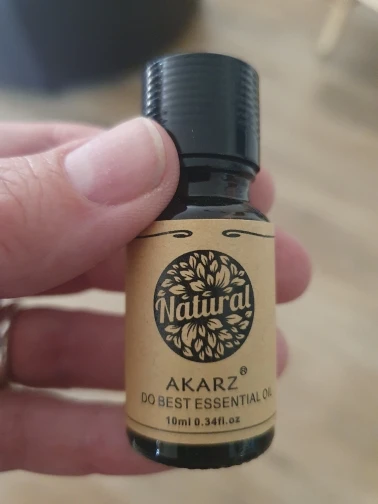 Natural
AKARZ®
DO BEST ESSENTIAL OIL
10ml 0.34fl.oz